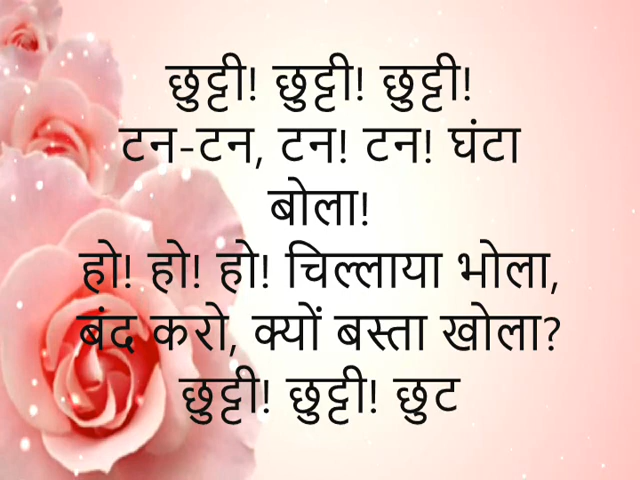 छुट्टी! छुट्टी! छुट्टी!
टन-टन, टन! टन! घंटा
बोला!
हो! हो! हो! चिल्लाया भोला,
बंद करो, क्यों बस्ता खोला?
छुट्टी! छुट्टी! छुट